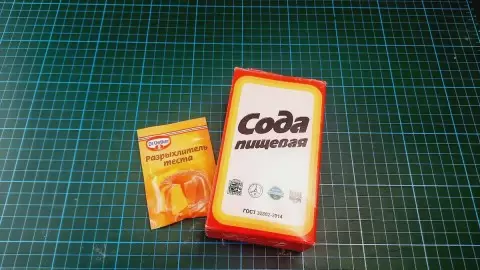 Dr.Oetker
Разрыхлитель
теста
Сода
пищевая
ГОСТ 32802-2014